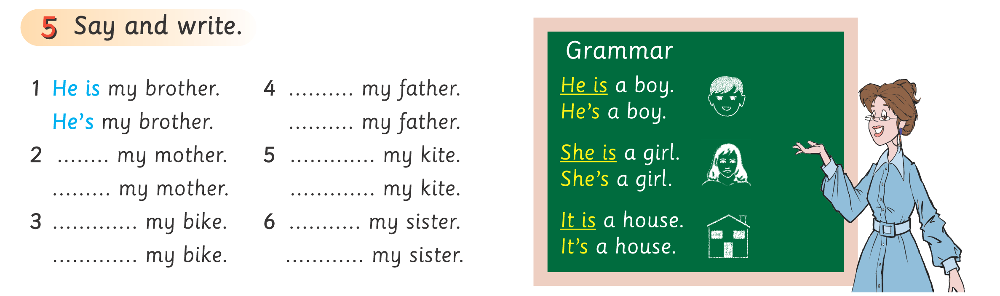 5 Say and write.
1 He is my brother.
He’s my brother.
2 ........ my mother.
......... my mother.
3 ............. my bike.
............. my bike.
4 .......... my father.
.......... my father.
5 ............. my kite.
............. my kite.
6 ........... my sister.
............ my sister.
Grammar
He is a boy.
He’s a boy.
She is a girl.
She’s a girl.
It is a house.
It’s a house.